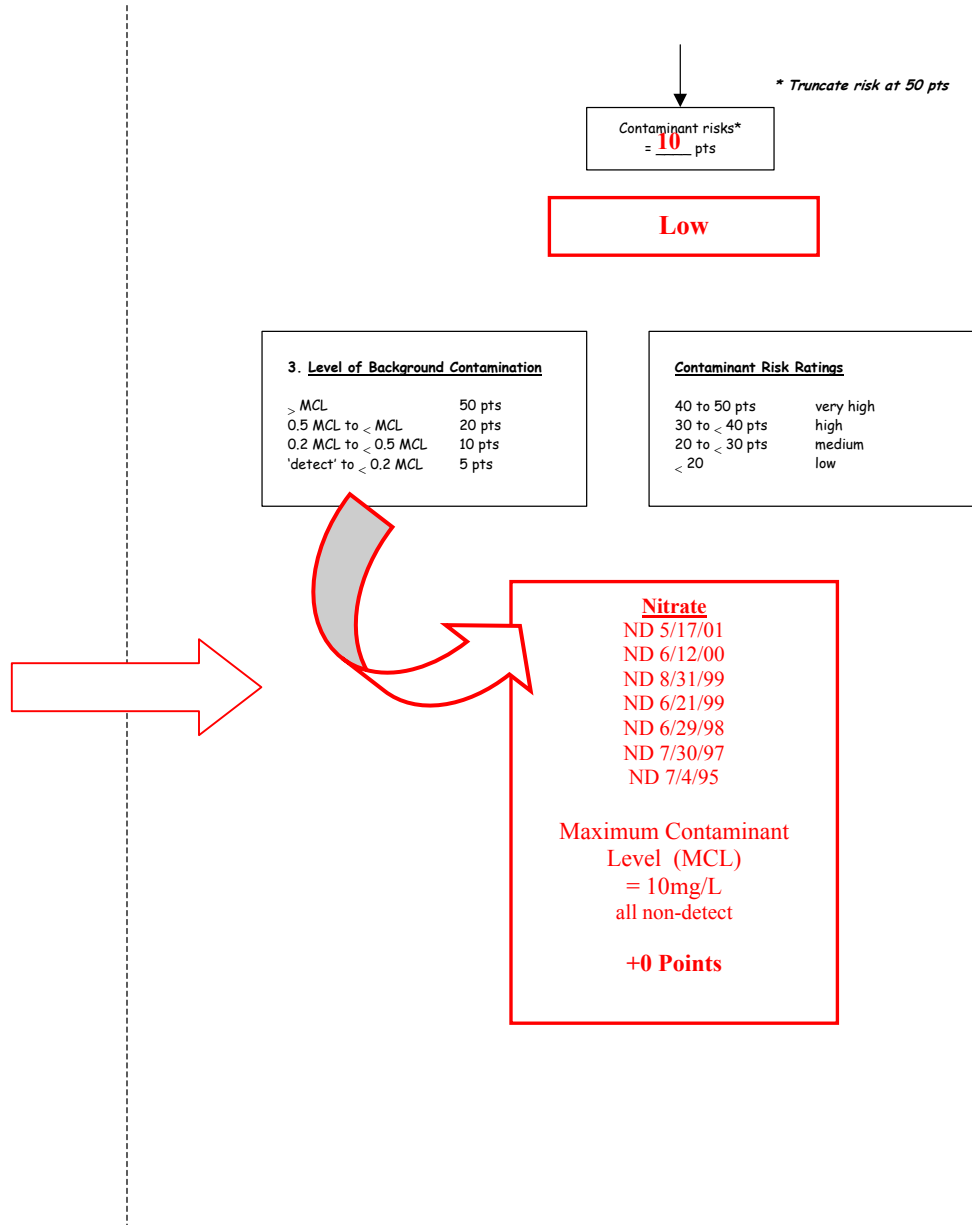 * Truncate risk at 50 pts
Contaminant risks*
= 10 pts
Low
3. Level of Background Contamination
> MCL 50 pts
0.5 MCL to < MCL 20 pts
0.2 MCL to < 0.5 MCL 10 pts
'detect' to < 0.2 MCL 5 pts
Contaminant Risk Ratings
40 to 50 pts very high
30 to < 40 pts high
20 to < 30 pts medium
< 20 low
Nitrate
ND 5/17/01
ND 6/12/00
ND 8/31/99
ND 6/21/99
ND 6/29/98
ND 7/30/97
ND 7/4/95
Maximum Contaminant
Level (MCL)
= 10mg/L
all non-detect
+0 Points